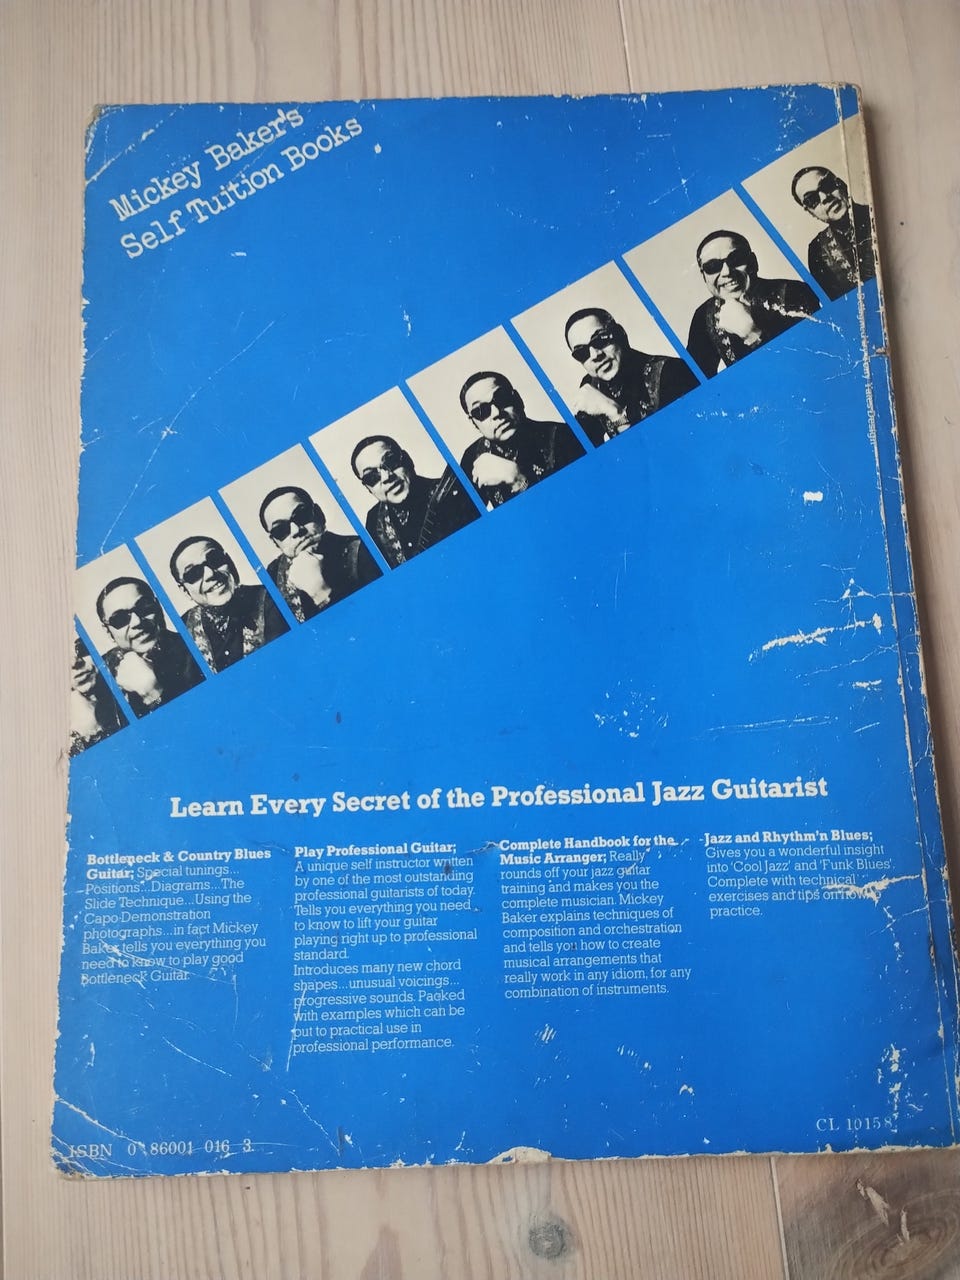 Mickey Baker's
Self Tuition Books
Yates Design
Learn Every Secret of the Professional Jazz Guitarist
Bottleneck & Country Blues
Guitar; Special tunings...
Positions...Diagrams...The
Slide Technique...Using the
Capo-Demonstration
photographs...in fact Mickey
Baker tells you everything you
need to know to play good
Bottleneck Guitar.
Play Professional Guitar;
A unique self instructor written
by one of the most outstanding
professional guitarists of today.
Tells you everything you need
to know to lift your guitar
playing right up to professional
standard.
Introduces many new chord
shapes...unusual voicings...
progressive sounds. Packed
with examples which can be
put to practical use in
professional performance.
Complete Handbook for the
Music Arranger; Really
rounds off your jazz guitar
training and makes you the
complete musician. Mickey
Baker explains techniques of
composition and orchestration
and tells you how to create
musical arrangements that
really work in any idiom, for any
combination of instruments.
Jazz and Rhythm'n Blues;
Gives you a wonderful insight
into 'Cool Jazz' and 'Funk Blues'.
Complete with technical
exercises and tips on how to
practice.
ISBN 0 86001 016 3
CL 10158